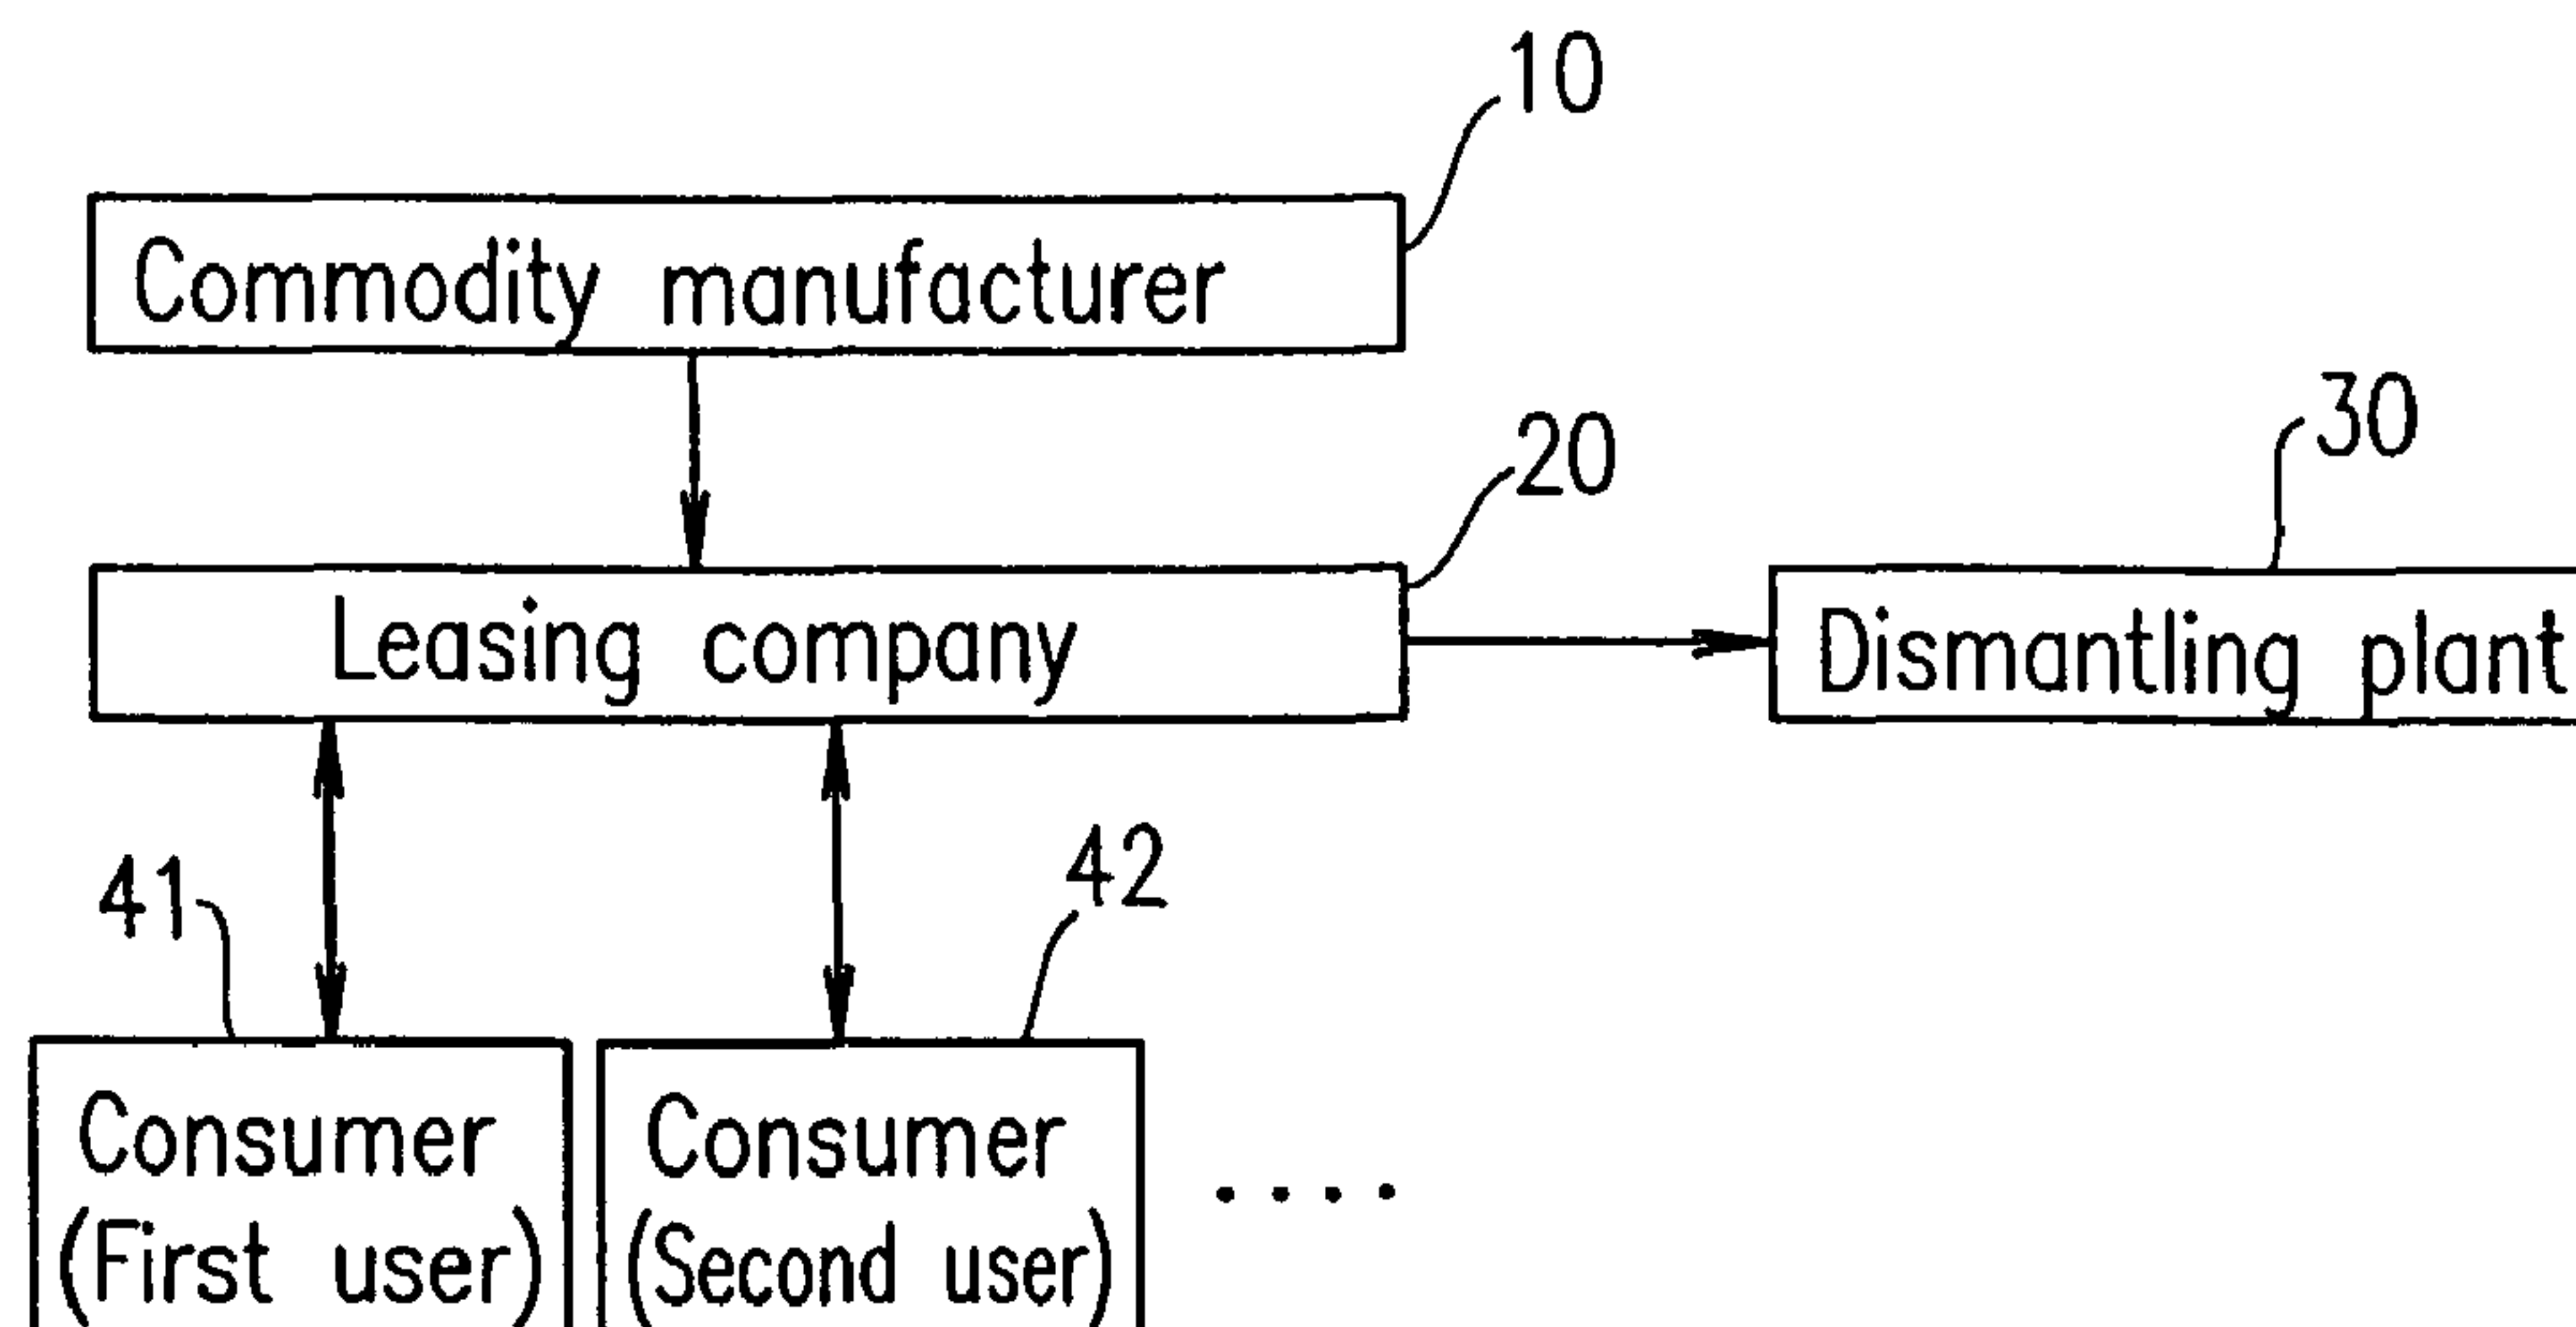 10
Commodity manufacturer
20
30
Leasing company
Dismantling plant
41
42
Consumer
(First user)
Consumer
(Second user)
....